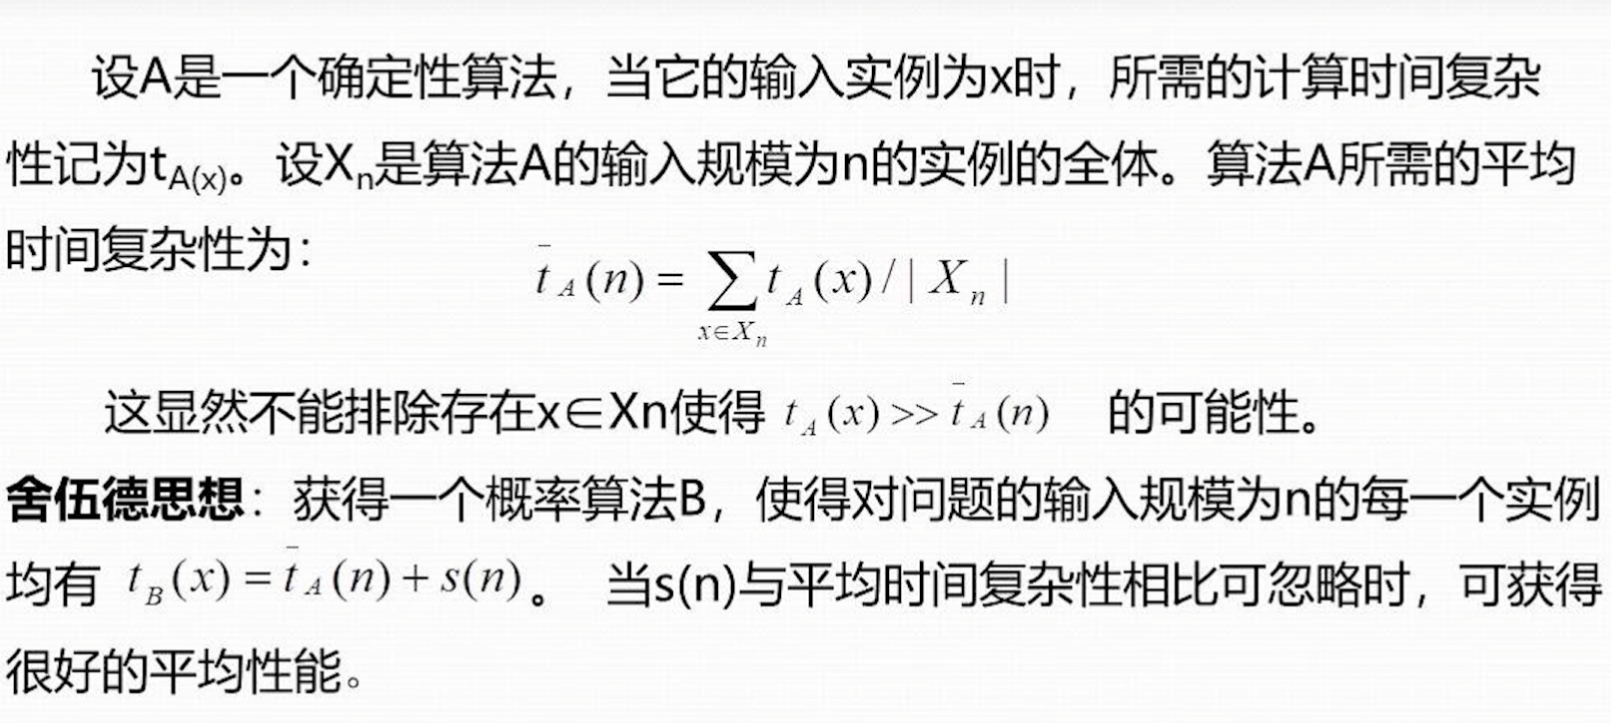 设A是一个确定性算法，当它的输入实例为x时，所需的计算时间复杂
性记为t_{A(x)}。设X_n是算法A的输入规模为n的实例的全体。算法A所需的平均
时间复杂性为：
\bar{t}_A(n) = \sum_{x∈X_n} t_A(x) / | X_n |
这显然不能排除存在x∈Xn使得 t_A(x) >> \bar{t}_A(n) 的可能性。
舍伍德思想：获得一个概率算法B，使得对问题的输入规模为n的每一个实例
均有 t_B(x) = \bar{t}_A(n) + s(n) 。 当s(n)与平均时间复杂性相比可忽略时，可获得
很好的平均性能。